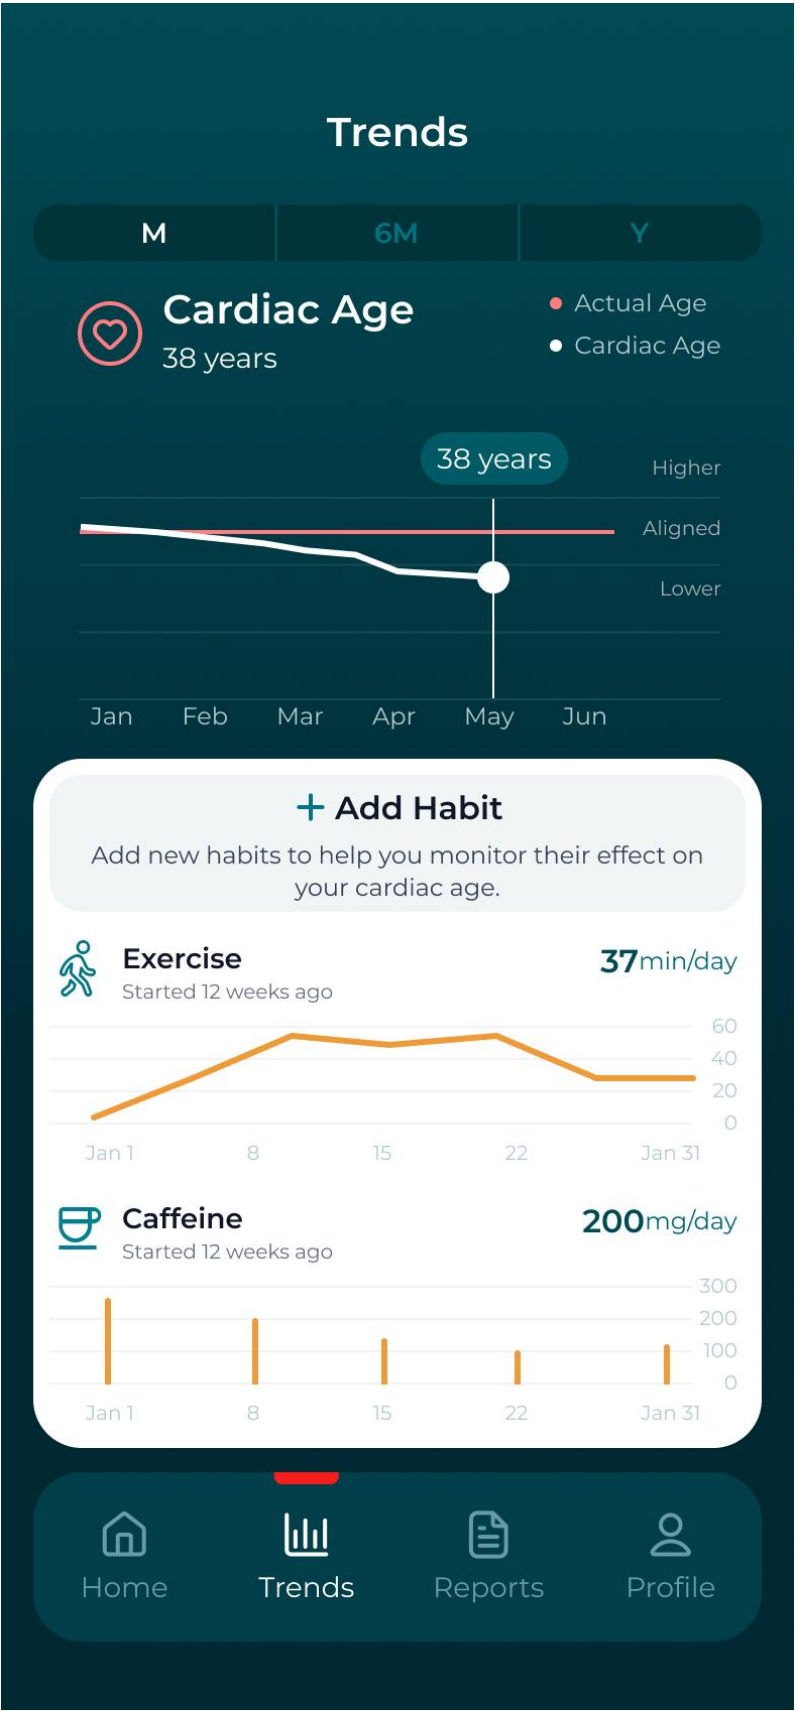 Trends
M 6M Y
Cardiac Age
38 years
Actual Age
Cardiac Age
38 years
Higher
Aligned
Lower
Jan Feb Mar Apr May Jun
+ Add Habit
Add new habits to help you monitor their effect on
your cardiac age.
Exercise
Started 12 weeks ago
37min/day
60
40
20
0
Jan 1 8 15 22 Jan 31
Caffeine
Started 12 weeks ago
200mg/day
300
200
100
0
Jan 1 8 15 22 Jan 31
Home Trends Reports Profile